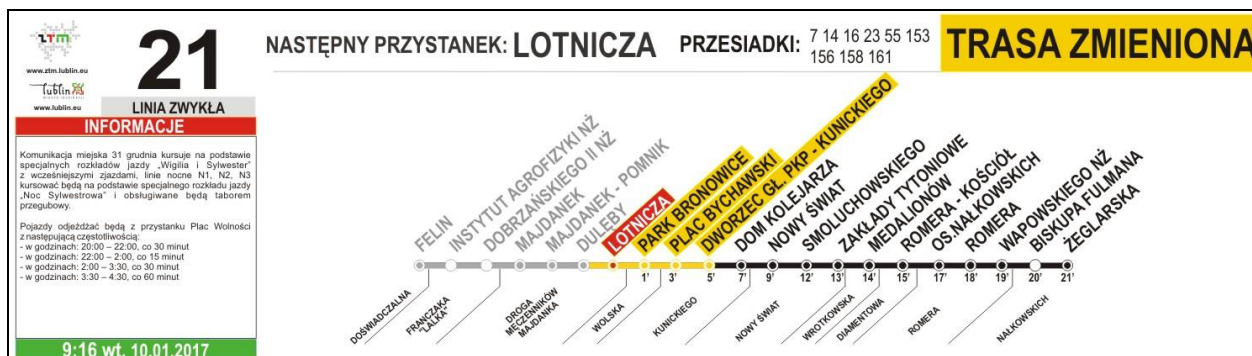 ztm
www.ztm.lublin.eu
lublin
www.lublin.eu
21
LINIA ZWYKŁA
NASTĘPNY PRZYSTANEK: LOTNICZA
PRZESIADKI: 7 14 16 23 55 153
156 158 161
TRASA ZMIENIONA
INFORMACJE
Komunikacja miejska 31 grudnia kursuje na podstawie
specjalnych rozkładów jazdy „Wigilia i Sylwester”
z wcześniejszymi zjazdami, linie nocne N1, N2, N3
kursować będą na podstawie specjalnego rozkładu jazdy
„Noc Sylwestrowa” i obsługiwane będą taborem
przegubowy.
Pojazdy odjeżdżać będą z przystanku Plac Wolności
z następującą częstotliwością:
- w godzinach: 20:00 – 22:00, co 30 minut
- w godzinach: 22:00 – 2:00, co 15 minut
- w godzinach: 2:00 – 3:30, co 30 minut
- w godzinach: 3:30 – 4:30, co 60 minut
9:16 wt. 10.01.2017
FELIN
INSTYTUT AGROFIZYKI NŻ
DOBRZAŃSKIEGO II NŻ
MAJDANEK
MAJDANEK - POMNIK
DULĘBY
LOTNICZA
PARK BRONOWICE
PLAC BYCHAWSKI
DWORZEC GŁ. PKP - KUNICKIEGO
DOM KOLEJARZA
NOWY ŚWIAT
SMOLUCHOWSKIEGO
ZAKŁADY TYTONIOWE
MEDALIONÓW
ROMERA - KOŚCIÓŁ
OS.NAŁKOWSKICH
ROMERA
WAPOWSKIEGO NŻ
BISKUPA FULMANA
ŻEGLARSKA
1' 3' 5' 7' 9' 12' 13' 14' 15' 17' 18' 19' 20' 21'
DOŚWIADCZALNA
FRANCZAKA
"LALKA"
DROGA
MĘCZENNIKÓW
MAJDANKA
WOLSKA
KUNICKIEGO
NOWY ŚWIAT
WROTKOWSKA
DIAMENTOWA
ROMERA
NAŁKOWSKICH